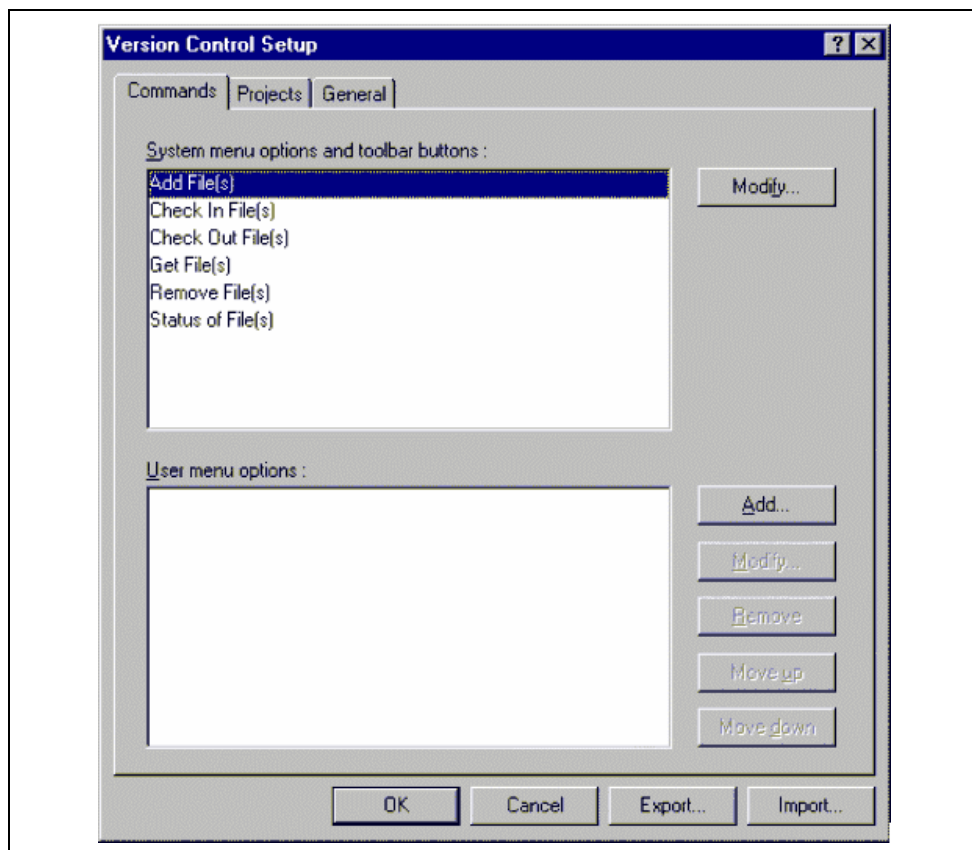 Version Control Setup
Commands Projects General
System menu options and toolbar buttons :
Add File(s)
Modify...
Check In File(s)
Check Out File(s)
Get File(s)
Remove File(s)
Status of File(s)
User menu options :
Add...
Modify...
Remove
Move up
Move down
OK Cancel Export... Import...